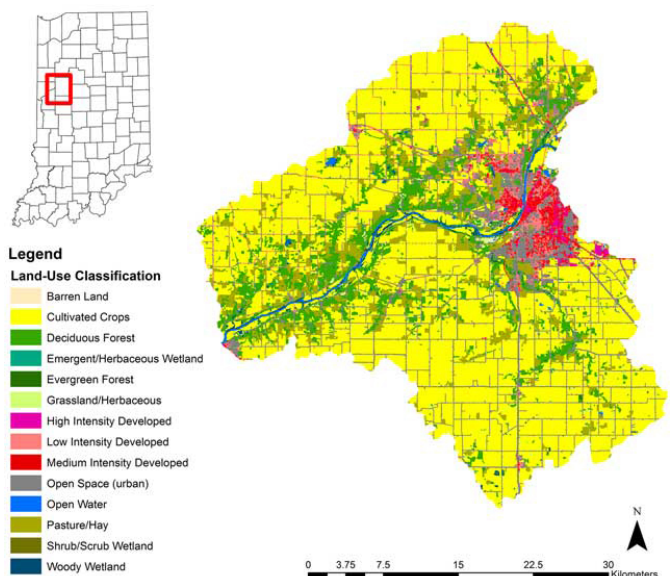 Legend
Land-Use Classification
Barren Land
Cultivated Crops
Deciduous Forest
Emergent/Herbaceous Wetland
Evergreen Forest
Grassland/Herbaceous
High Intensity Developed
Low Intensity Developed
Medium Intensity Developed
Open Space (urban)
Open Water
Pasture/Hay
Shrub/Scrub Wetland
Woody Wetland
N
0 3.75 7.5 15 22.5 30
Kilometers